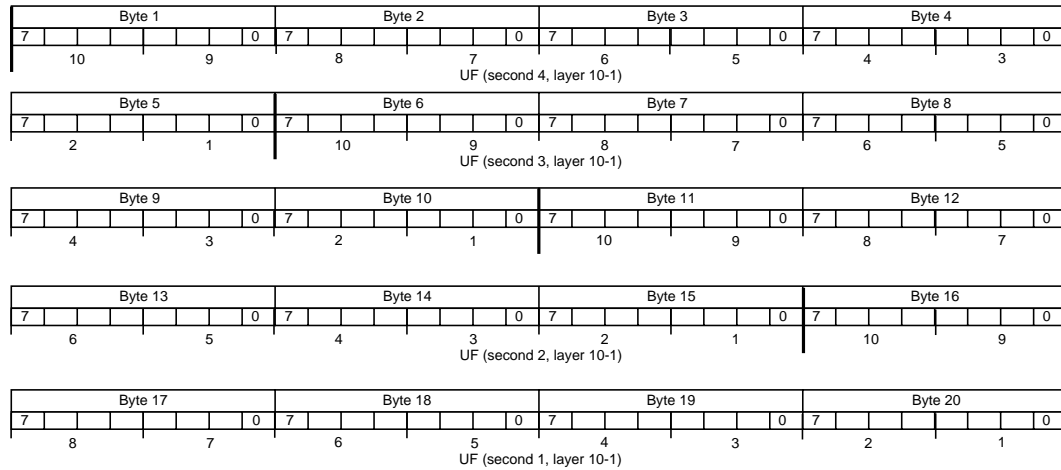 Byte 1 Byte 2 Byte 3 Byte 4
7 0 7 0 7 0 7 0
10 9 8 7 6 5 4 3
UF (second 4, layer 10-1)
Byte 5 Byte 6 Byte 7 Byte 8
7 0 7 0 7 0 7 0
2 1 10 9 8 7 6 5
UF (second 3, layer 10-1)
Byte 9 Byte 10 Byte 11 Byte 12
7 0 7 0 7 0 7 0
4 3 2 1 10 9 8 7
Byte 13 Byte 14 Byte 15 Byte 16
7 0 7 0 7 0 7 0
6 5 4 3 2 1 10 9
UF (second 2, layer 10-1)
Byte 17 Byte 18 Byte 19 Byte 20
7 0 7 0 7 0 7 0
8 7 6 5 4 3 2 1
UF (second 1, layer 10-1)